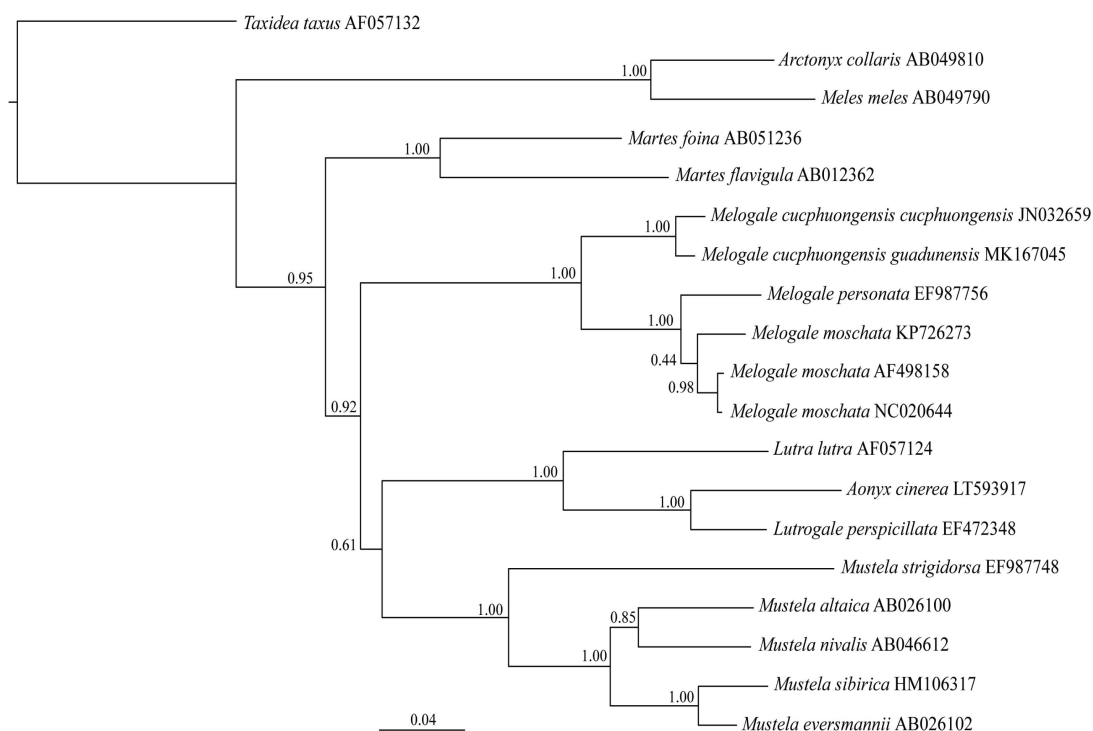 Taxidea taxus AF057132
Arctonyx collaris AB049810
1.00
Meles meles AB049790
Martes foina AB051236
1.00
Martes flavigula AB012362
Melogale cucphuongensis cucphuongensis JN032659
1.00
Melogale cucphuongensis guadunensis MK167045
0.95
1.00
Melogale personata EF987756
1.00
Melogale moschata KP726273
0.44
Melogale moschata AF498158
0.98
0.92
Melogale moschata NC020644
Lutra lutra AF057124
1.00
Aonyx cinerea LT593917
1.00
Lutrogale perspicillata EF472348
0.61
Mustela strigidorsa EF987748
1.00
Mustela altaica AB026100
0.85
Mustela nivalis AB046612
1.00
Mustela sibirica HM106317
1.00
Mustela eversmannii AB026102
0.04